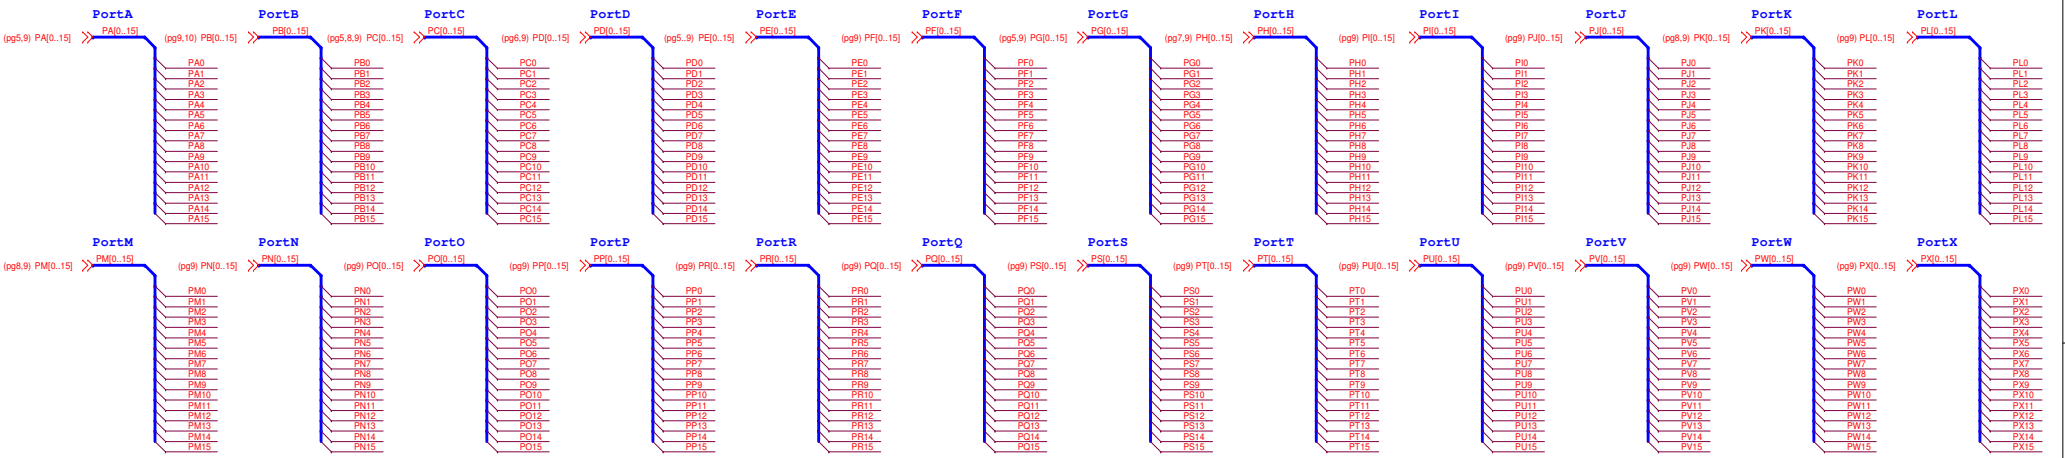 PortA PortB PortC PortD PortE PortF PortG PortH PortI PortJ PortK PortL
PA[0..15] PB[0..15] PC[0..15] PD[0..15] PE[0..15] PF[0..15] PG[0..15] PH[0..15] PI[0..15] PJ[0..15] PK[0..15] PL[0..15]
(pg5,9) PA[0..15] (pg9,10) PB[0..15] (pg5,8,9) PC[0..15] (pg6,9) PD[0..15] (pg5..9) PE[0..15] (pg9) PF[0..15] (pg5,9) PG[0..15] (pg7,9) PH[0..15] (pg9) PI[0..15] (pg9) PJ[0..15] (pg8,9) PK[0..15] (pg9) PL[0..15]
PA0 PB0 PC0 PD0 PE0 PF0 PG0 PH0 PI0 PJ0 PK0 PL0
PA1 PB1 PC1 PD1 PE1 PF1 PG1 PH1 PI1 PJ1 PK1 PL1
PA2 PB2 PC2 PD2 PE2 PF2 PG2 PH2 PI2 PJ2 PK2 PL2
PA3 PB3 PC3 PD3 PE3 PF3 PG3 PH3 PI3 PJ3 PK3 PL3
PA4 PB4 PC4 PD4 PE4 PF4 PG4 PH4 PI4 PJ4 PK4 PL4
PA5 PB5 PC5 PD5 PE5 PF5 PG5 PH5 PI5 PJ5 PK5 PL5
PA6 PB6 PC6 PD6 PE6 PF6 PG6 PH6 PI6 PJ6 PK6 PL6
PA7 PB7 PC7 PD7 PE7 PF7 PG7 PH7 PI7 PJ7 PK7 PL7
PA8 PB8 PC8 PD8 PE8 PF8 PG8 PH8 PI8 PJ8 PK8 PL8
PA9 PB9 PC9 PD9 PE9 PF9 PG9 PH9 PI9 PJ9 PK9 PL9
PA10 PB10 PC10 PD10 PE10 PF10 PG10 PH10 PI10 PJ10 PK10 PL10
PA11 PB11 PC11 PD11 PE11 PF11 PG11 PH11 PI11 PJ11 PK11 PL11
PA12 PB12 PC12 PD12 PE12 PF12 PG12 PH12 PI12 PJ12 PK12 PL12
PA13 PB13 PC13 PD13 PE13 PF13 PG13 PH13 PI13 PJ13 PK13 PL13
PA14 PB14 PC14 PD14 PE14 PF14 PG14 PH14 PI14 PJ14 PK14 PL14
PA15 PB15 PC15 PD15 PE15 PF15 PG15 PH15 PI15 PJ15 PK15 PL15
PortM PortN PortO PortP PortR PortQ PortS PortT PortU PortV PortW PortX
PM[0..15] PN[0..15] PO[0..15] PP[0..15] PR[0..15] PQ[0..15] PS[0..15] PT[0..15] PU[0..15] PV[0..15] PW[0..15] PX[0..15]
(pg8,9) PM[0..15] (pg9) PN[0..15] (pg9) PO[0..15] (pg9) PP[0..15] (pg9) PR[0..15] (pg9) PQ[0..15] (pg9) PS[0..15] (pg9) PT[0..15] (pg9) PU[0..15] (pg9) PV[0..15] (pg9) PW[0..15] (pg9) PX[0..15]
PM0 PN0 PO0 PP0 PR0 PQ0 PS0 PT0 PU0 PV0 PW0 PX0
PM1 PN1 PO1 PP1 PR1 PQ1 PS1 PT1 PU1 PV1 PW1 PX1
PM2 PN2 PO2 PP2 PR2 PQ2 PS2 PT2 PU2 PV2 PW2 PX2
PM3 PN3 PO3 PP3 PR3 PQ3 PS3 PT3 PU3 PV3 PW3 PX3
PM4 PN4 PO4 PP4 PR4 PQ4 PS4 PT4 PU4 PV4 PW4 PX4
PM5 PN5 PO5 PP5 PR5 PQ5 PS5 PT5 PU5 PV5 PW5 PX5
PM6 PN6 PO6 PP6 PR6 PQ6 PS6 PT6 PU6 PV6 PW6 PX6
PM7 PN7 PO7 PP7 PR7 PQ7 PS7 PT7 PU7 PV7 PW7 PX7
PM8 PN8 PO8 PP8 PR8 PQ8 PS8 PT8 PU8 PV8 PW8 PX8
PM9 PN9 PO9 PP9 PR9 PQ9 PS9 PT9 PU9 PV9 PW9 PX9
PM10 PN10 PO10 PP10 PR10 PQ10 PS10 PT10 PU10 PV10 PW10 PX10
PM11 PN11 PO11 PP11 PR11 PQ11 PS11 PT11 PU11 PV11 PW11 PX11
PM12 PN12 PO12 PP12 PR12 PQ12 PS12 PT12 PU12 PV12 PW12 PX12
PM13 PN13 PO13 PP13 PR13 PQ13 PS13 PT13 PU13 PV13 PW13 PX13
PM14 PN14 PO14 PP14 PR14 PQ14 PS14 PT14 PU14 PV14 PW14 PX14
PM15 PN15 PO15 PP15 PR15 PQ15 PS15 PT15 PU15 PV15 PW15 PX15